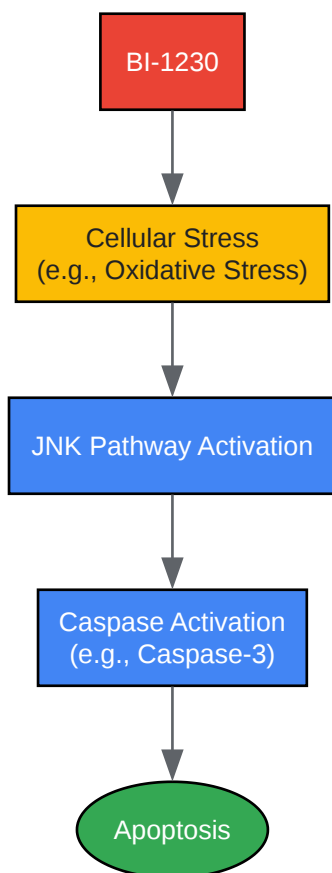 BI-1230
Cellular Stress
(e.g., Oxidative Stress)
JNK Pathway Activation
Caspase Activation
(e.g., Caspase-3)
Apoptosis